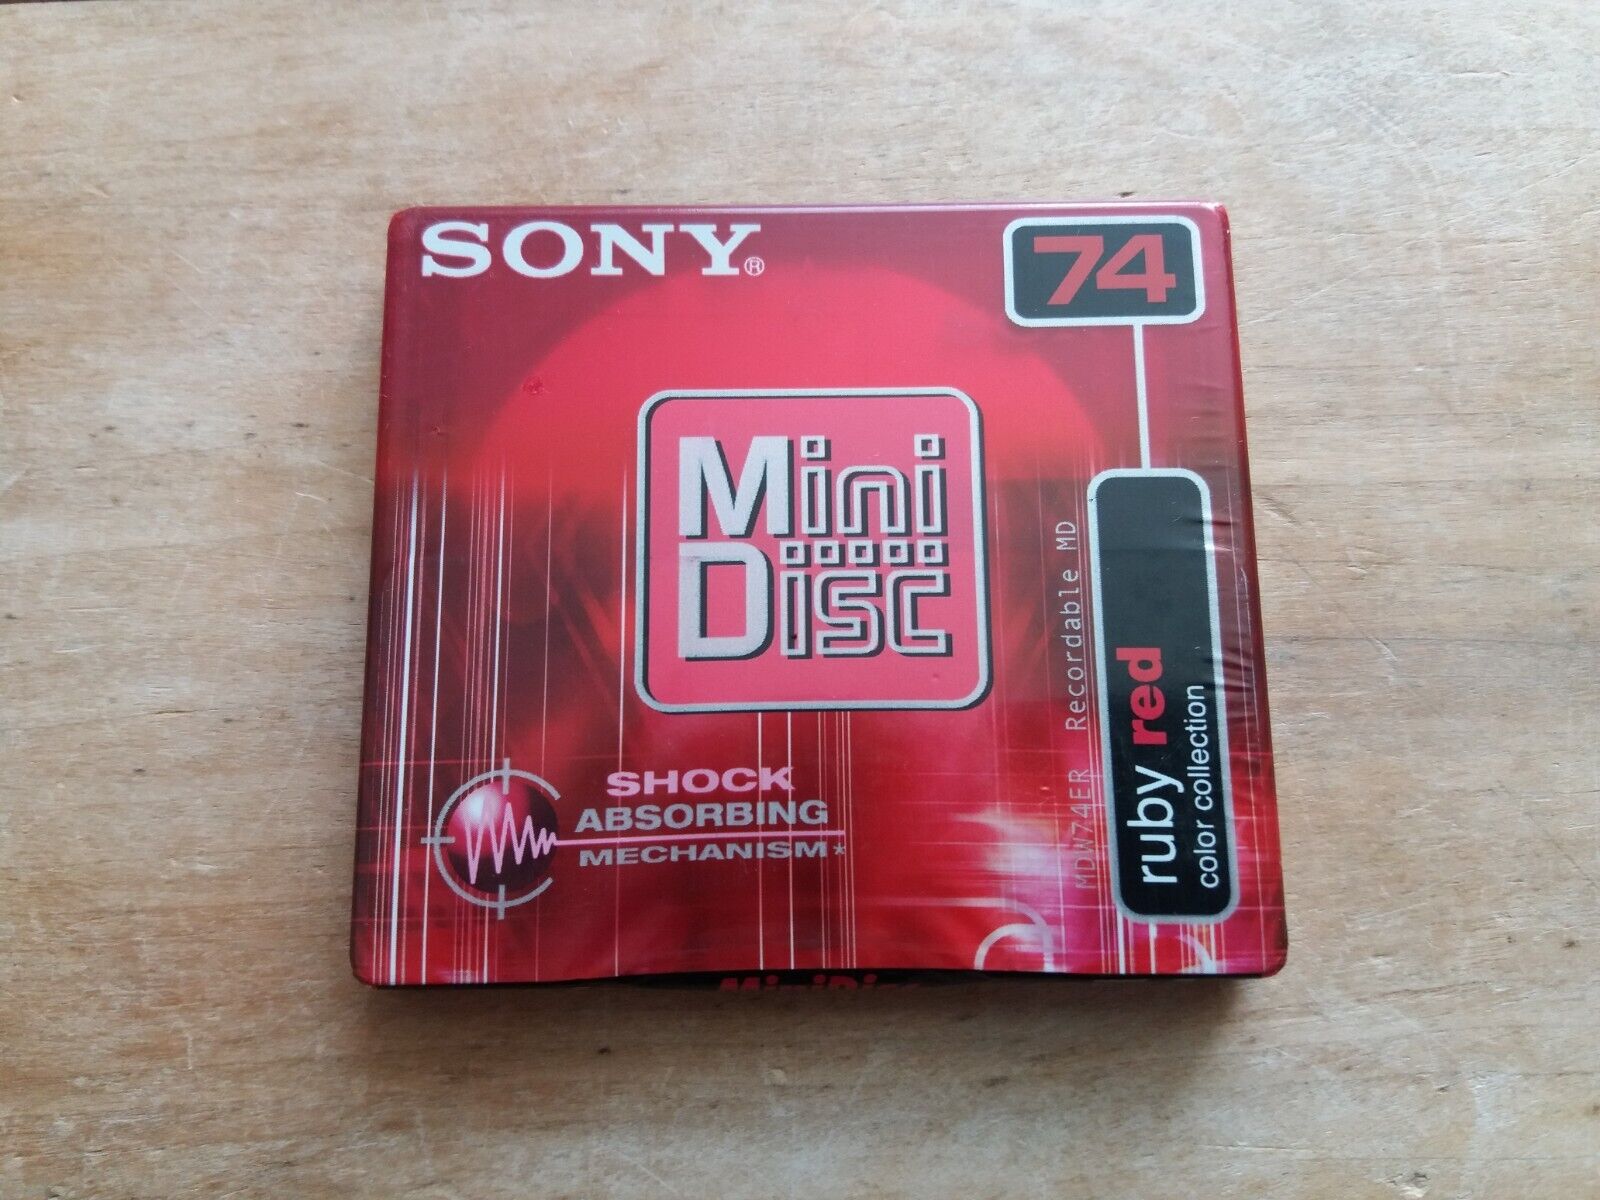 SONY®
74
Mini
Disc
SHOCK
ABSORBING
MECHANISM*
MDW74ER Recordable MD
ruby red
color collection
MiniDisc